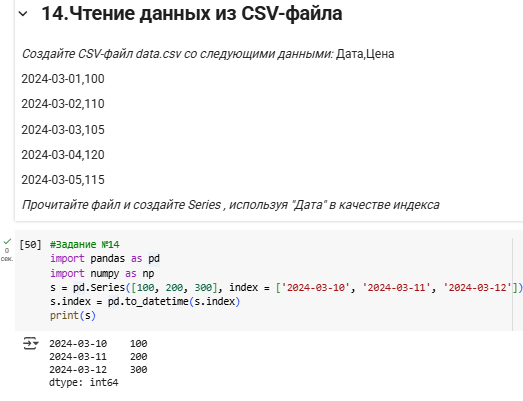 14.Чтение данных из CSV-файла
Создайте CSV-файл data.csv со следующими данными: Дата,Цена
2024-03-01,100
2024-03-02,110
2024-03-03,105
2024-03-04,120
2024-03-05,115
Прочитайте файл и создайте Series , используя "Дата" в качестве индекса
0
сек.
[50]
#Задание №14
import pandas as pd
import numpy as np
s = pd.Series([100, 200, 300], index = ['2024-03-10', '2024-03-11', '2024-03-12'])
s.index = pd.to_datetime(s.index)
print(s)
2024-03-10    100
2024-03-11    200
2024-03-12    300
dtype: int64